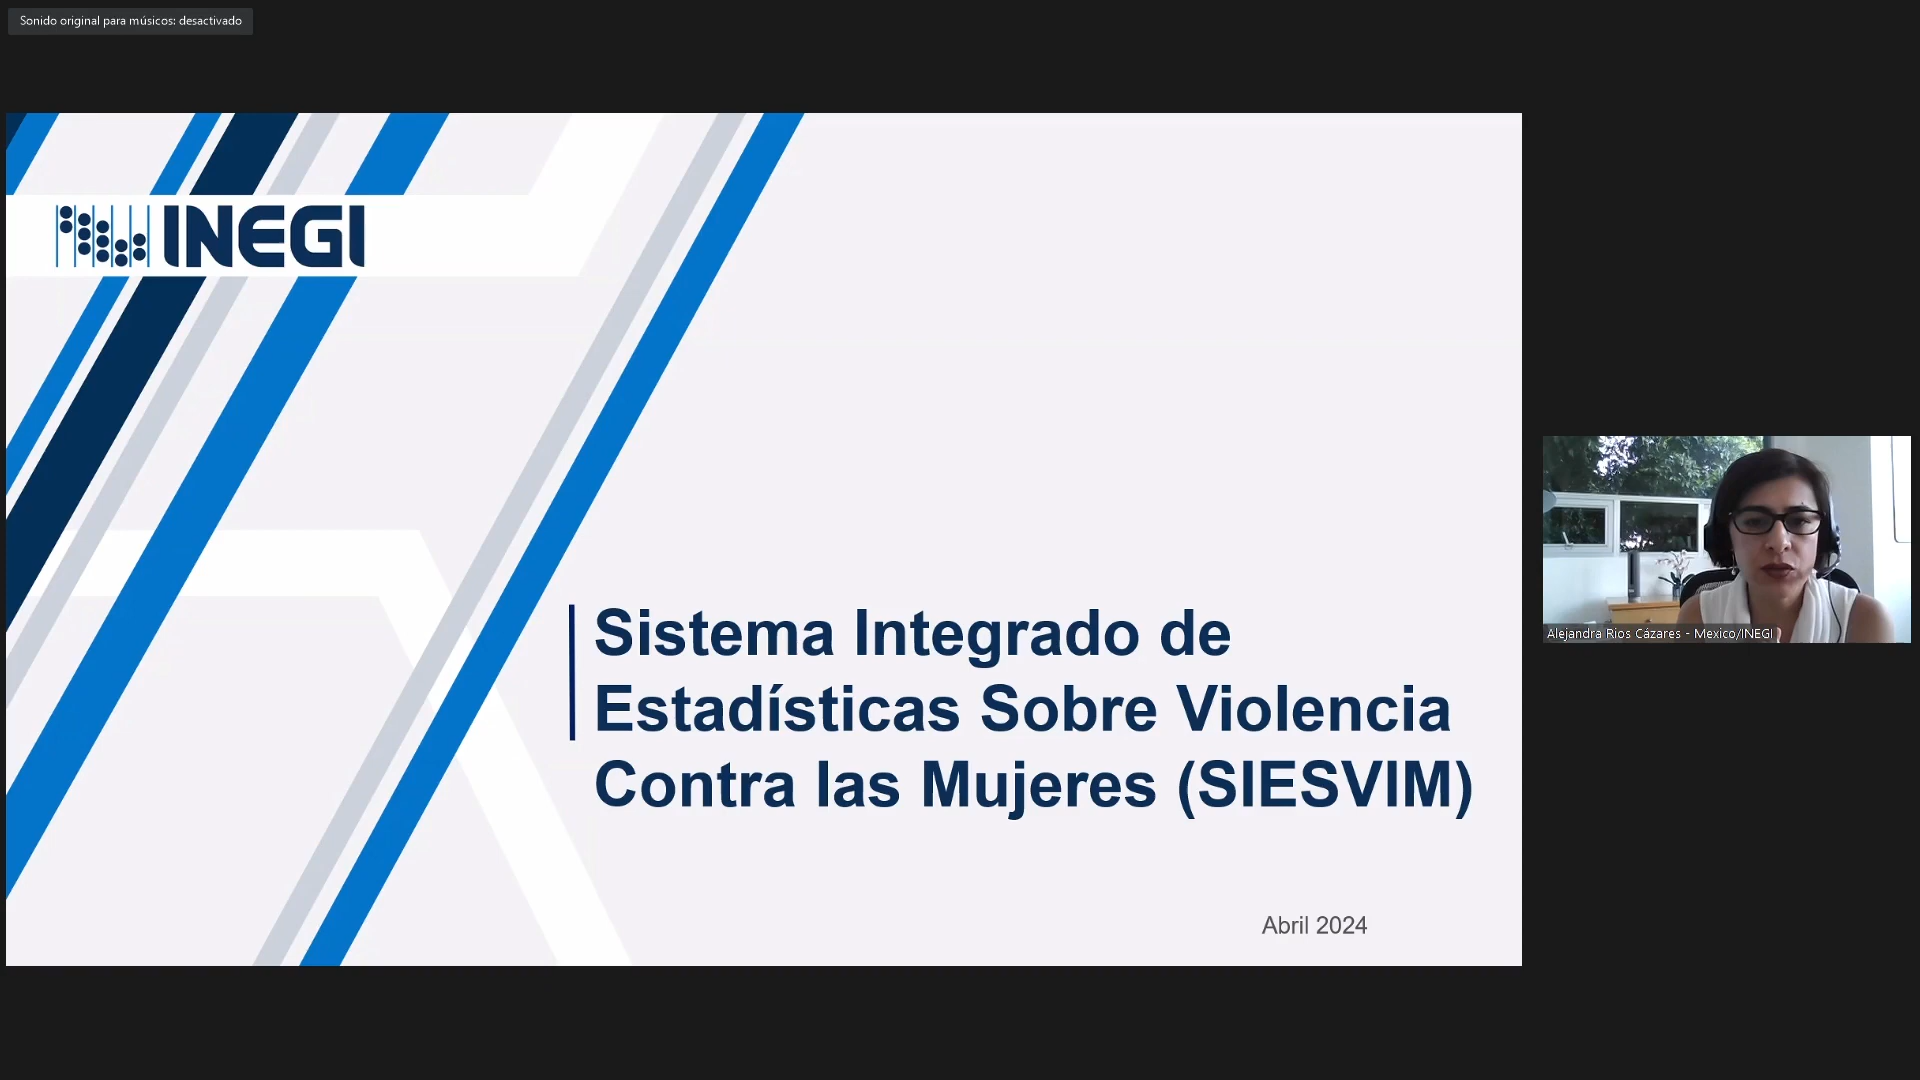 Sonido original para músicos: desactivado
INEGI
Sistema Integrado de
Estadísticas Sobre Violencia
Contra las Mujeres (SIESVIM)
Abril 2024
Alejandra Ríos Cázares - Mexico/INEGI